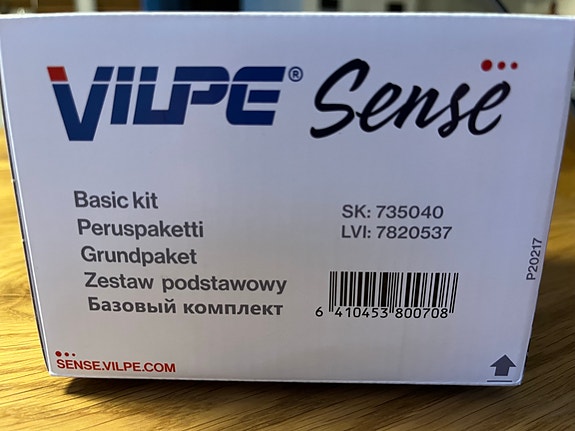 VILPE® Sense
Basic kit
Peruspaketti
Grundpaket
Zestaw podstawowy
Базовый комплект
SK: 735040
LVI: 7820537
6 410453 800708
P20217
SENSE.VILPE.COM